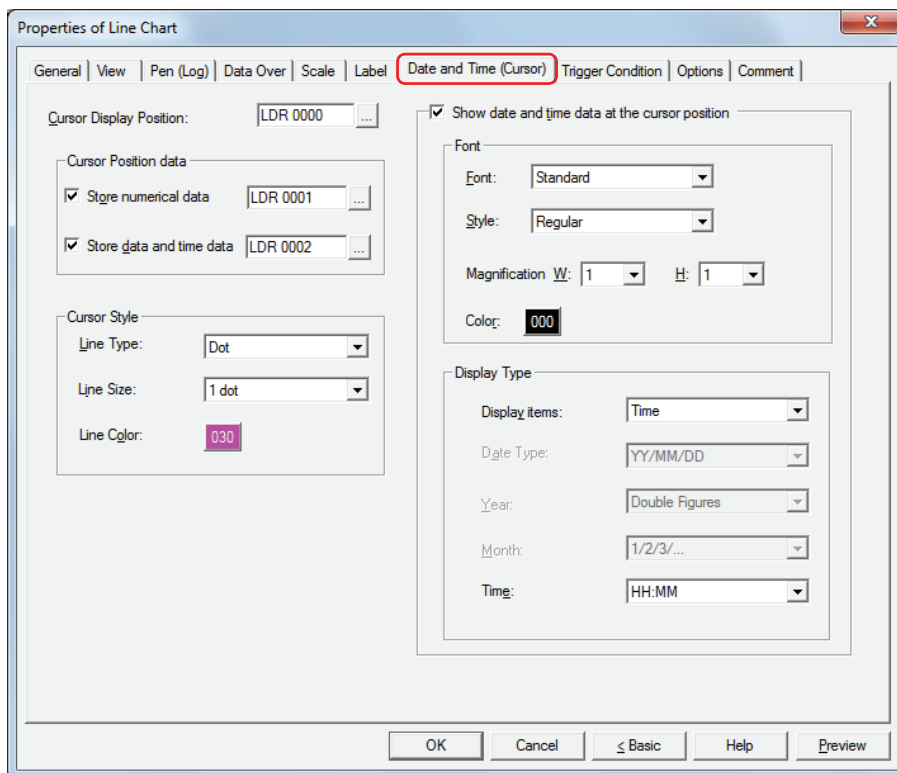 Properties of Line Chart
X
General View Pen (Log) Data Over Scale Label Date and Time (Cursor) Trigger Condition Options Comment
Cursor Display Position: LDR 0000 ...
Cursor Position data
Store numerical data LDR 0001 ...
Store data and time data LDR 0002 ...
Cursor Style
Line Type: Dot
Line Size: 1 dot
Line Color: 030
Show date and time data at the cursor position
Font
Font: Standard
Style: Regular
Magnification W: 1 H: 1
Color: 000
Display Type
Display items: Time
Date Type: YY/MM/DD
Year: Double Figures
Month: 1/2/3/...
Time: HH:MM
OK Cancel < Basic Help Preview